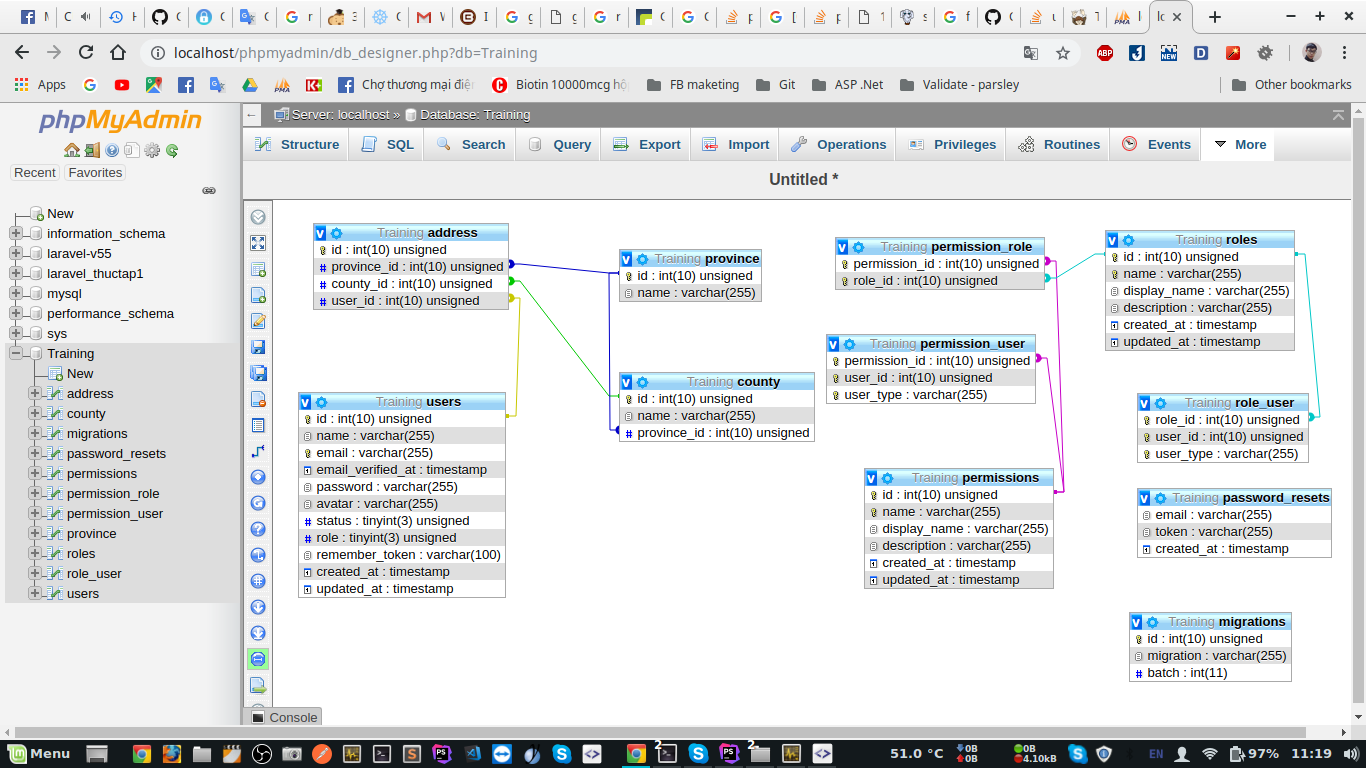 localhost/phpmyadmin/db_designer.php?db=Training
Apps
Chợ thương mại điệ
Biotin 10000mcg hộ
FB maketing
Git
ASP .Net
Validate - parsley
Other bookmarks
phpMyAdmin
Recent
Favorites
New
information_schema
laravel-v55
laravel_thuctap1
mysql
performance_schema
sys
Training
New
address
county
migrations
password_resets
permissions
permission_role
permission_user
province
roles
role_user
users
Server: localhost » Database: Training
Structure
SQL
Search
Query
Export
Import
Operations
Privileges
Routines
Events
More
Untitled *
Training address
id : int(10) unsigned
province_id : int(10) unsigned
county_id : int(10) unsigned
user_id : int(10) unsigned
Training province
id : int(10) unsigned
name : varchar(255)
Training permission_role
permission_id : int(10) unsigned
role_id : int(10) unsigned
Training roles
id : int(10) unsigned
name : varchar(255)
display_name : varchar(255)
description : varchar(255)
created_at : timestamp
updated_at : timestamp
Training permission_user
permission_id : int(10) unsigned
user_id : int(10) unsigned
user_type : varchar(255)
Training county
id : int(10) unsigned
name : varchar(255)
province_id : int(10) unsigned
Training users
id : int(10) unsigned
name : varchar(255)
email : varchar(255)
email_verified_at : timestamp
password : varchar(255)
avatar : varchar(255)
status : tinyint(3) unsigned
role : tinyint(3) unsigned
remember_token : varchar(100)
created_at : timestamp
updated_at : timestamp
Training role_user
role_id : int(10) unsigned
user_id : int(10) unsigned
user_type : varchar(255)
Training permissions
id : int(10) unsigned
name : varchar(255)
display_name : varchar(255)
description : varchar(255)
created_at : timestamp
updated_at : timestamp
Training password_resets
email : varchar(255)
token : varchar(255)
created_at : timestamp
Training migrations
id : int(10) unsigned
migration : varchar(255)
batch : int(11)
Console
Menu
51.0 °C
0B
0B
0B
4.10kB
EN
97%
11:19